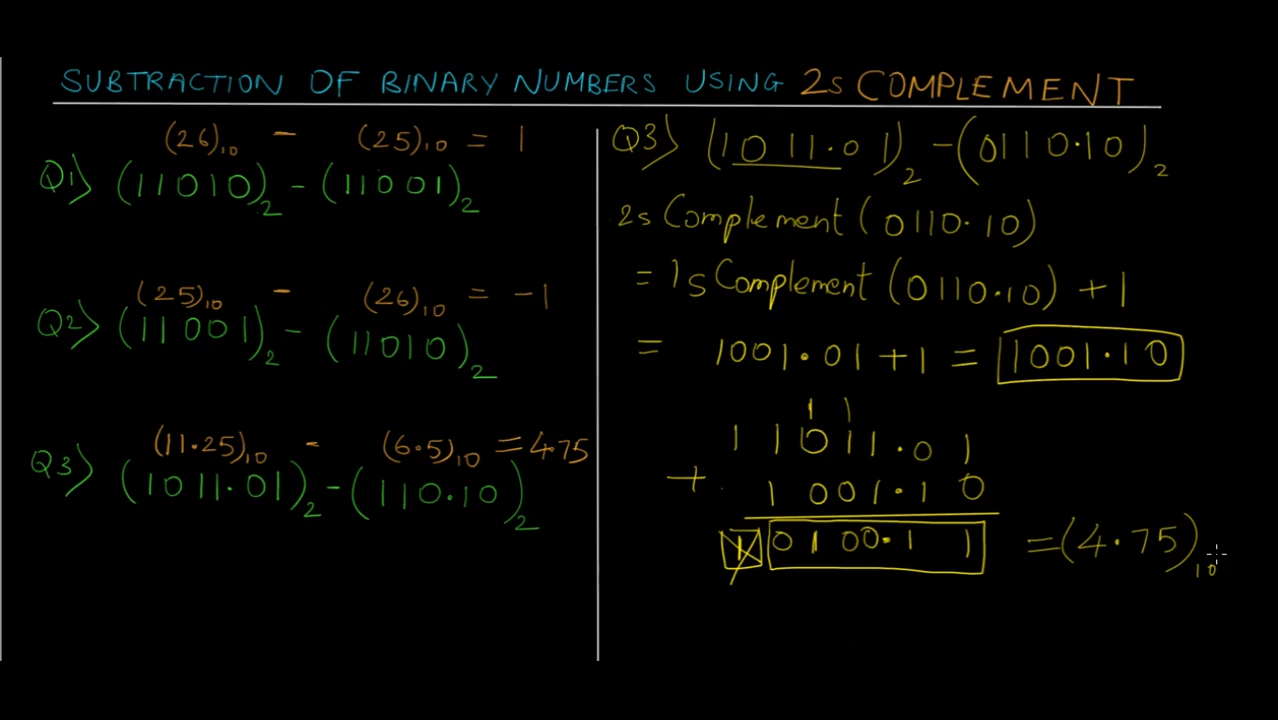 SUBTRACTION OF BINARY NUMBERS USING 2s COMPLEMENT
(26)₁₀ - (25)₁₀ = 1
Q1) (11010)₂ - (11001)₂
(25)₁₀ - (26)₁₀ = -1
Q2) (11001)₂ - (11010)₂
(11.25)₁₀ - (6.5)₁₀ = 4.75
Q3) (1011.01)₂ - (110.10)₂
Q3) (1011.01)₂ - (0110.10)₂
2s Complement (0110.10)
= 1s Complement (0110.10) + 1
= 1001.01 + 1 = 1001.10
1 1
1 1011.01
+ 1001.10
1 0100.11 = (4.75)₁₀